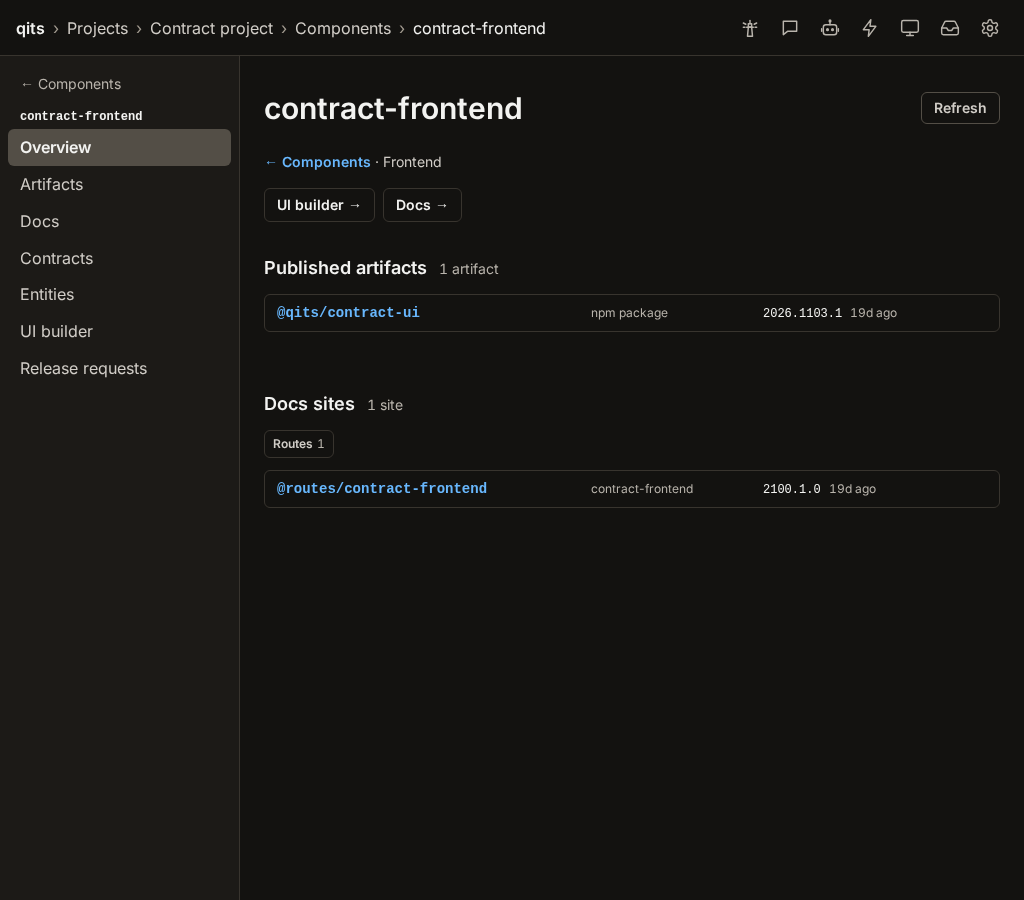 qits › Projects › Contract project › Components › contract-frontend
← Components
contract-frontend
Overview
Artifacts
Docs
Contracts
Entities
UI builder
Release requests
contract-frontend
Refresh
← Components · Frontend
UI builder →
Docs →
Published artifacts 1 artifact
@qits/contract-ui npm package 2026.1103.1 19d ago
Docs sites 1 site
Routes 1
@routes/contract-frontend contract-frontend 2100.1.0 19d ago